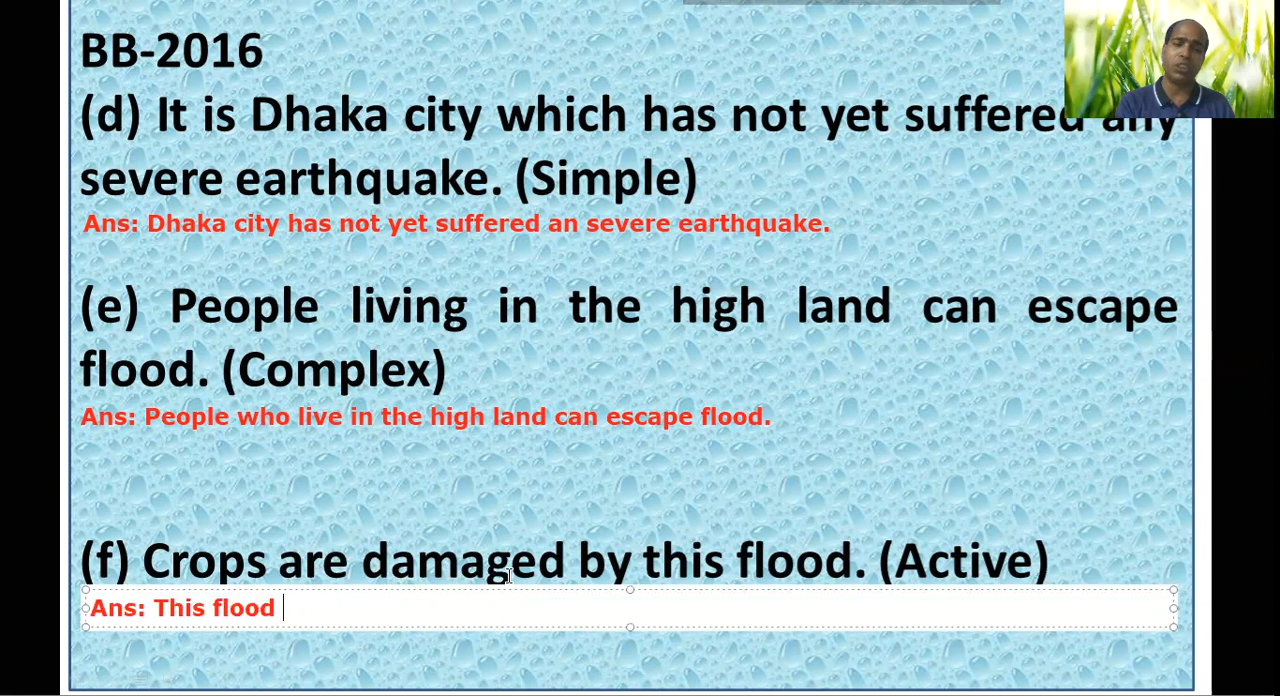 BB-2016
(d) It is Dhaka city which has not yet suffered any
severe earthquake. (Simple)
Ans: Dhaka city has not yet suffered an severe earthquake.
(e) People living in the high land can escape
flood. (Complex)
Ans: People who live in the high land can escape flood.
(f) Crops are damaged by this flood. (Active)
Ans: This flood